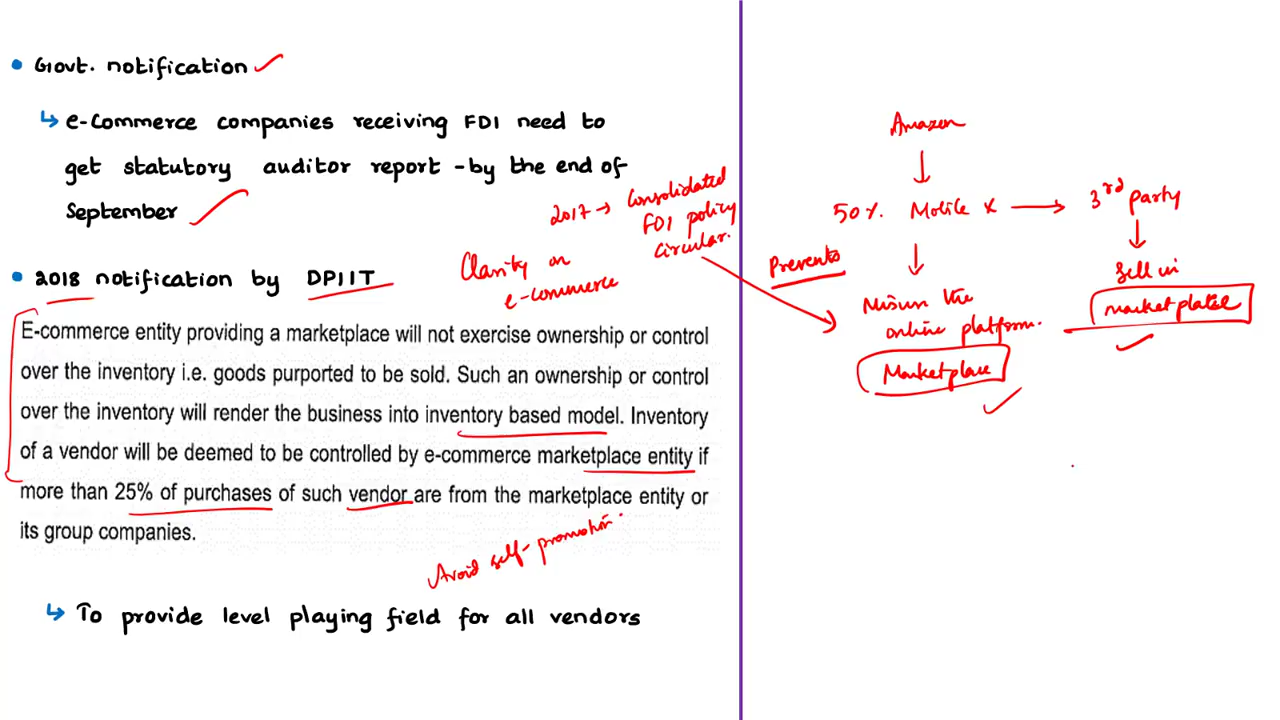 Govt. notification
e-Commerce companies receiving FDI need to
get statutory auditor report - by the end of
September
2017 → Consolidated
FDI policy
Circular.
Clarity on
e-commerce
2018 notification by DPIIT
E-commerce entity providing a marketplace will not exercise ownership or control
over the inventory i.e. goods purported to be sold. Such an ownership or control
over the inventory will render the business into inventory based model. Inventory
of a vendor will be deemed to be controlled by e-commerce marketplace entity if
more than 25% of purchases of such vendor are from the marketplace entity or
its group companies.
Avoid self-promotion
To provide level playing field for all vendors
Amazon
50%. Mobile x → 3rd party
Prevents
Misuse the
online platform.
Marketplace
Sell in
marketplace